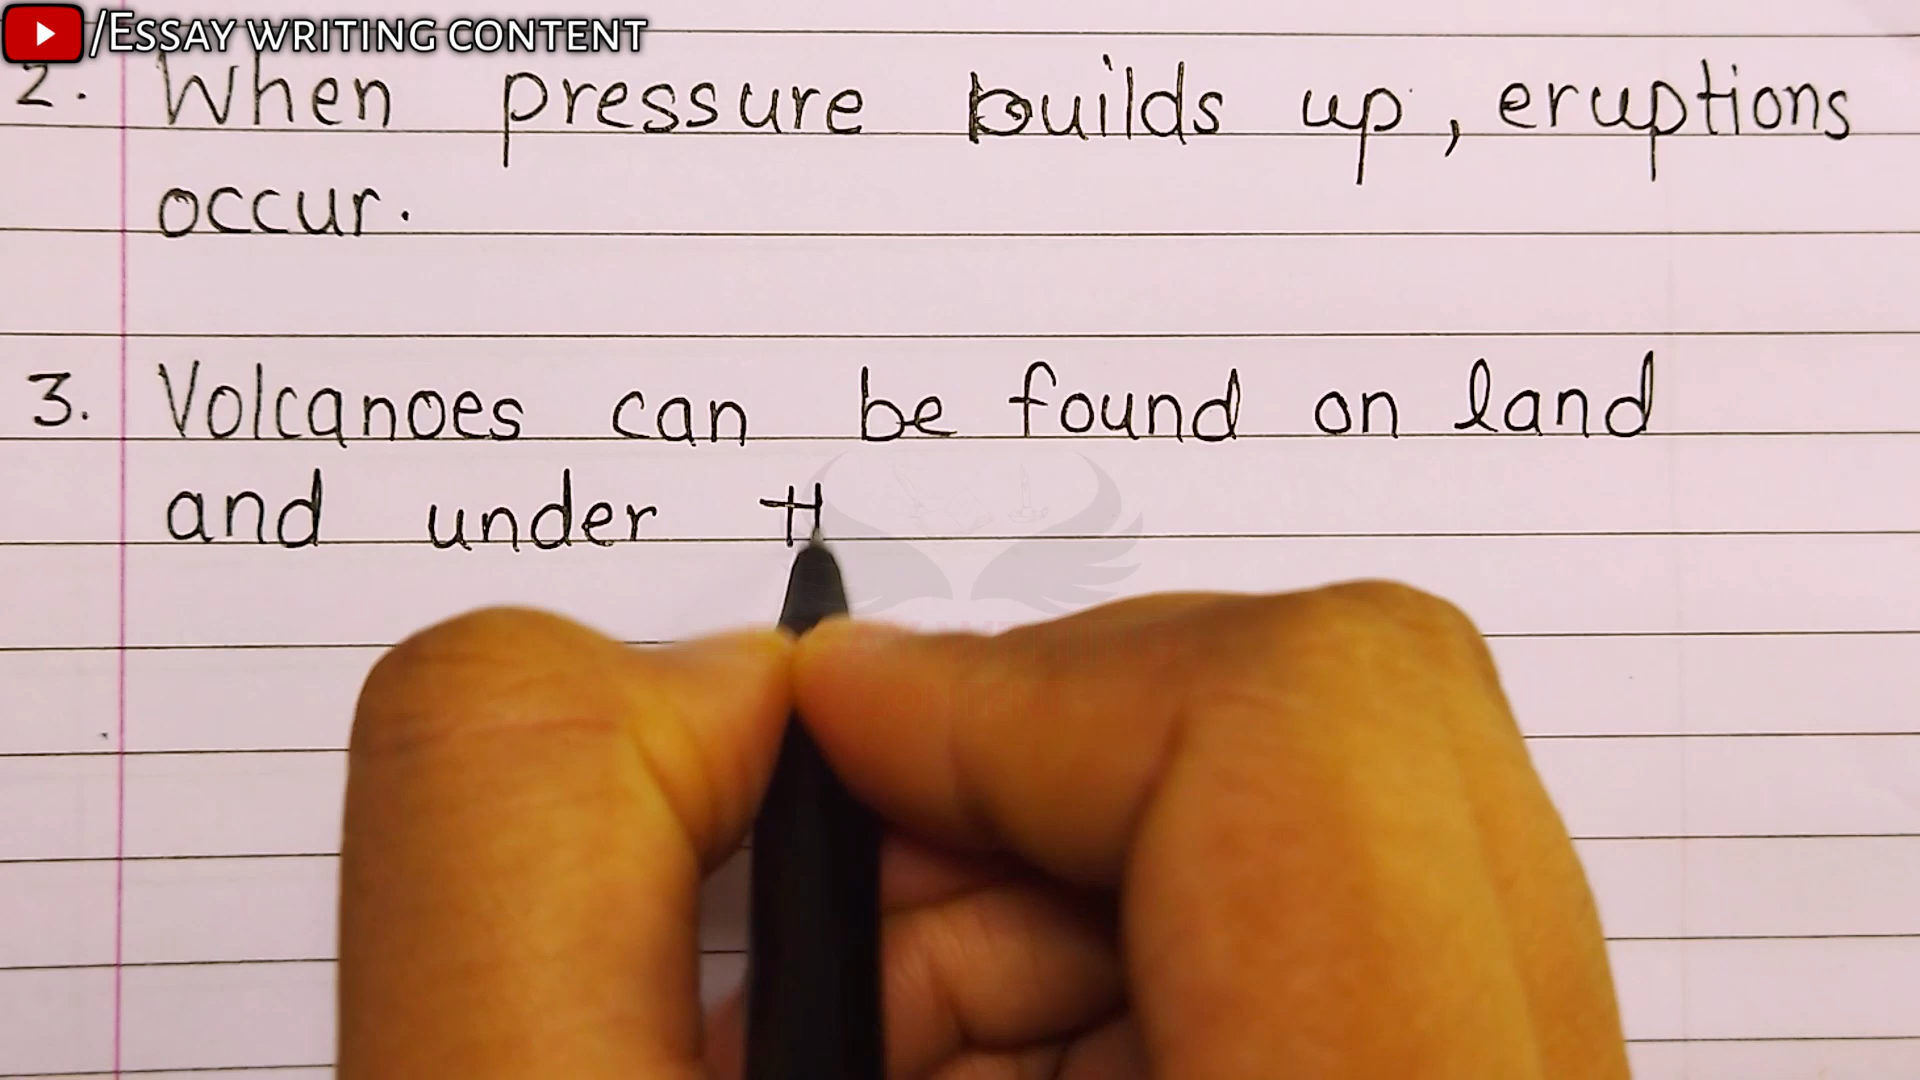 /ESSAY WRITING CONTENT
2. When pressure builds up, eruptions
occur.
3. Volcanoes can be found on land
and under th